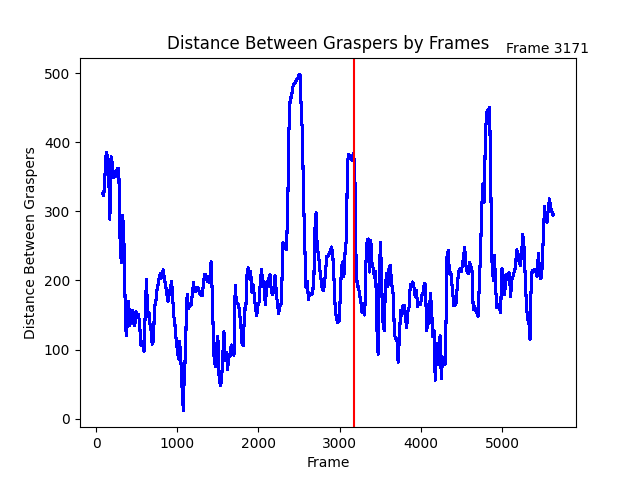 Distance Between Graspers by Frames
Frame 3171
Distance Between Graspers
500
400
300
200
100
0
0 1000 2000 3000 4000 5000
Frame